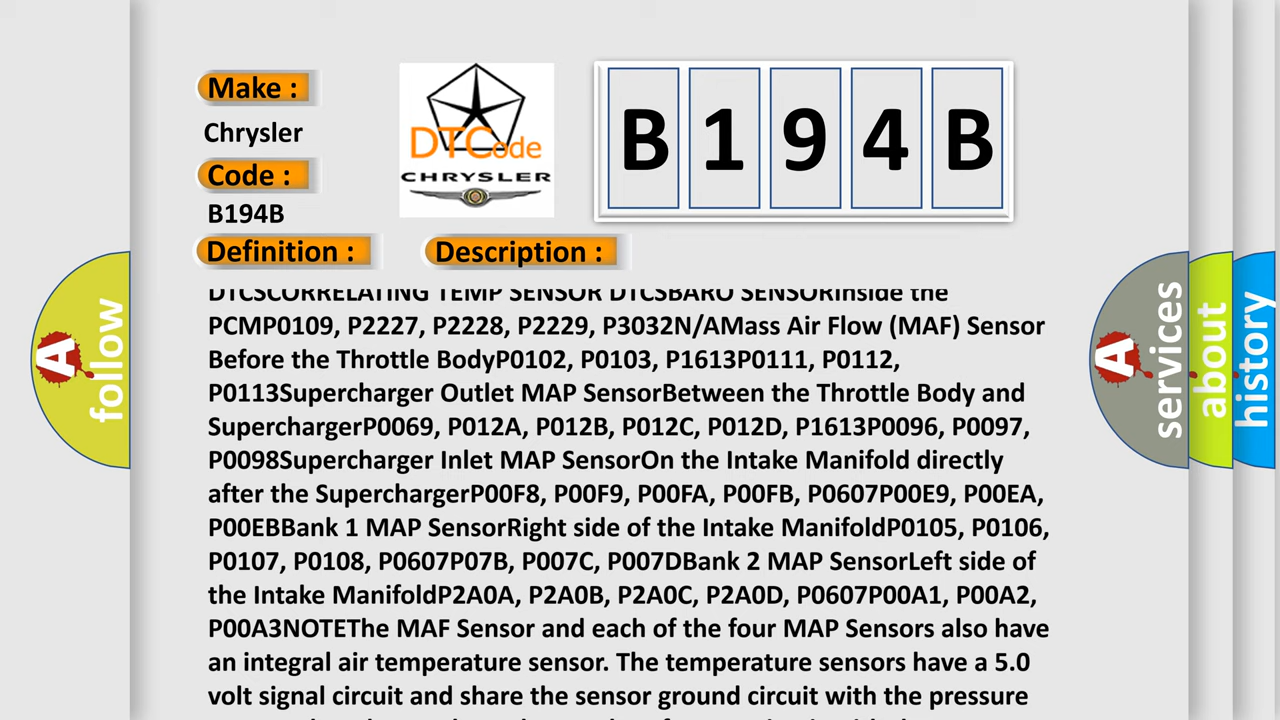 Make :
Chrysler
Code :
B194B
DTCode
CHRYSLER
B 1 9 4 B
Definition :
Description :
DTCSCORRELATING TEMP SENSOR DTCSBARO SENSORInside the
PCMP0109, P2227, P2228, P2229, P3032N/AMass Air Flow (MAF) Sensor
Before the Throttle BodyP0102, P0103, P1613P0111, P0112,
P0113Supercharger Outlet MAP SensorBetween the Throttle Body and
SuperchargerP0069, P012A, P012B, P012C, P012D, P1613P0096, P0097,
P0098Supercharger Inlet MAP SensorOn the Intake Manifold directly
after the SuperchargerP00F8, P00F9, P00FA, P00FB, P0607P00E9, P00EA,
P00EBBank 1 MAP SensorRight side of the Intake ManifoldP0105, P0106,
P0107, P0108, P0607P07B, P007C, P007DBank 2 MAP SensorLeft side of
the Intake ManifoldP2A0A, P2A0B, P2A0C, P2A0D, P0607P00A1, P00A2,
P00A3NOTEThe MAF Sensor and each of the four MAP Sensors also have
an integral air temperature sensor. The temperature sensors have a 5.0
volt signal circuit and share the sensor ground circuit with the pressure
A follow
A services
about
history